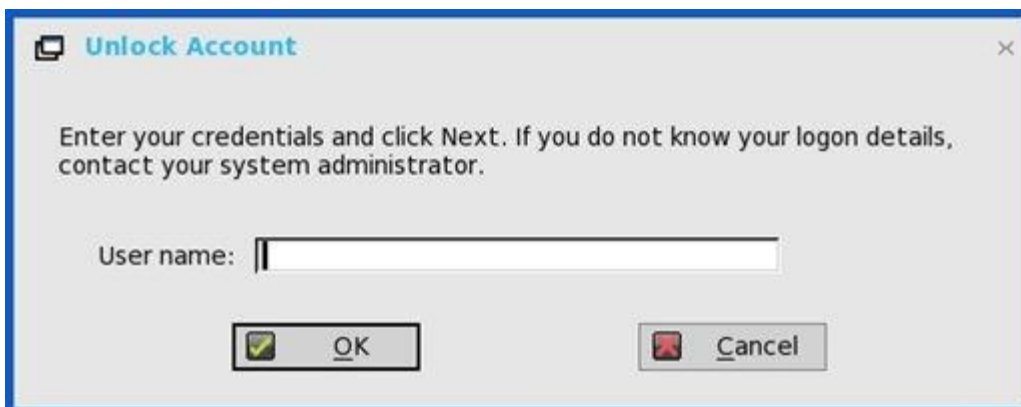 Unlock Account
Enter your credentials and click Next. If you do not know your logon details,
contact your system administrator.
User name:
OK
Cancel